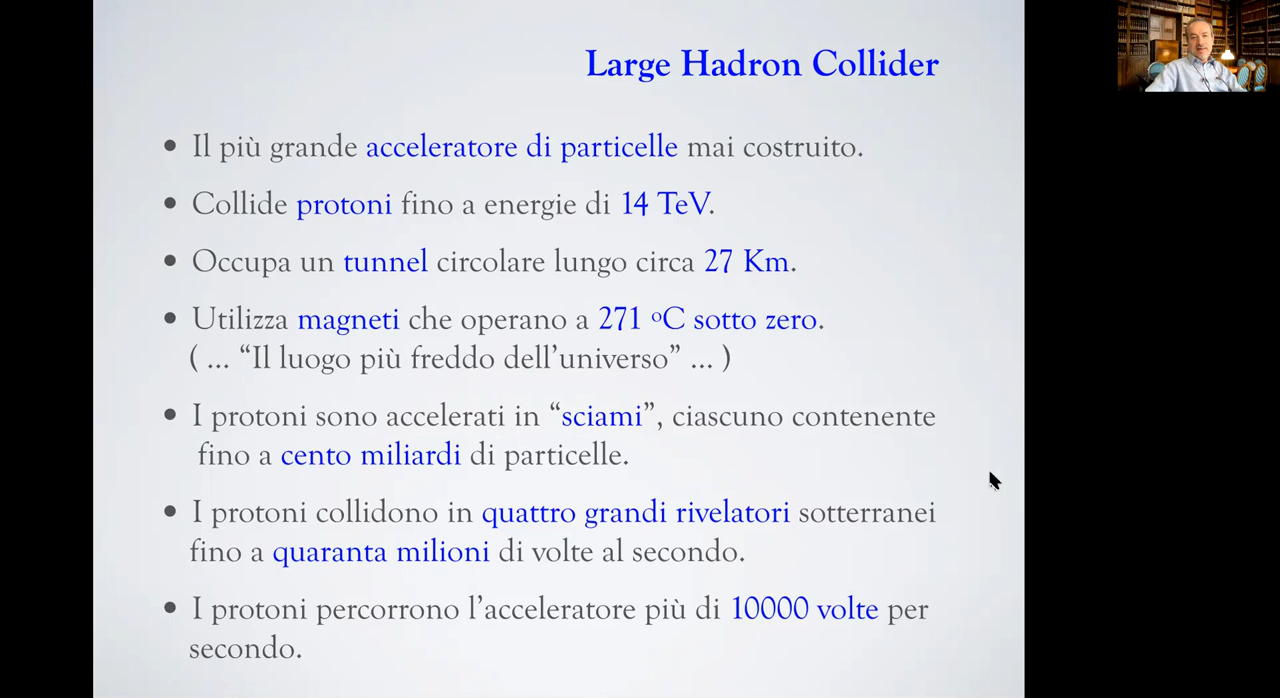 Large Hadron Collider
• Il più grande acceleratore di particelle mai costruito.
• Collide protoni fino a energie di 14 TeV.
• Occupa un tunnel circolare lungo circa 27 Km.
• Utilizza magneti che operano a 271 ºC sotto zero.
( ... “Il luogo più freddo dell’universo” ... )
• I protoni sono accelerati in “sciami”, ciascuno contenente
fino a cento miliardi di particelle.
• I protoni collidono in quattro grandi rivelatori sotterranei
fino a quaranta milioni di volte al secondo.
• I protoni percorrono l’acceleratore più di 10000 volte per
secondo.